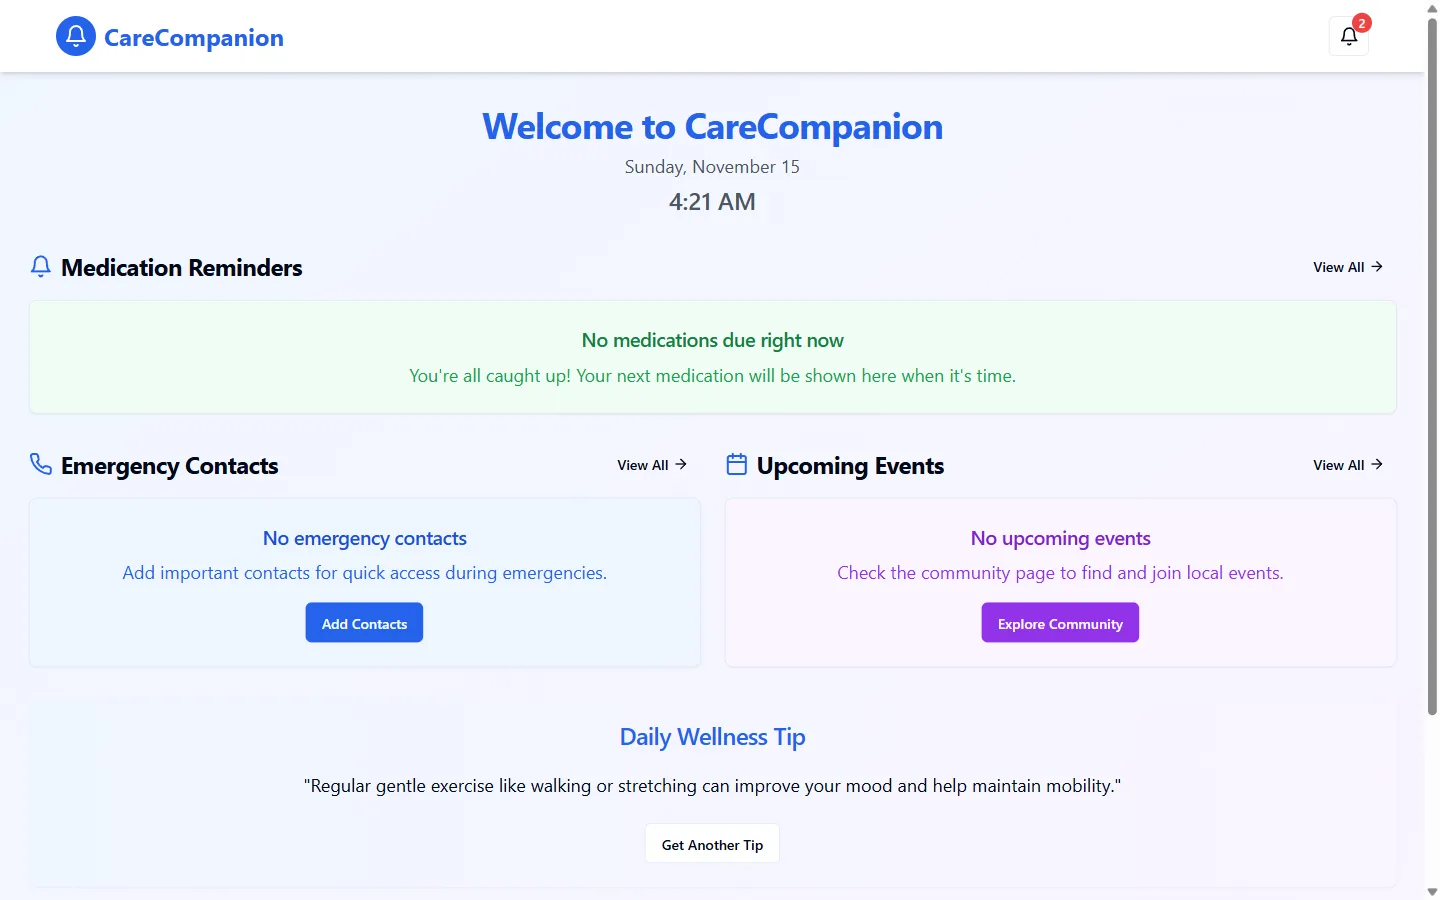 CareCompanion
2
Welcome to CareCompanion
Sunday, November 15
4:21 AM
Medication Reminders
View All
No medications due right now
You're all caught up! Your next medication will be shown here when it's time.
Emergency Contacts
View All
No emergency contacts
Add important contacts for quick access during emergencies.
Add Contacts
Upcoming Events
View All
No upcoming events
Check the community page to find and join local events.
Explore Community
Daily Wellness Tip
"Regular gentle exercise like walking or stretching can improve your mood and help maintain mobility."
Get Another Tip